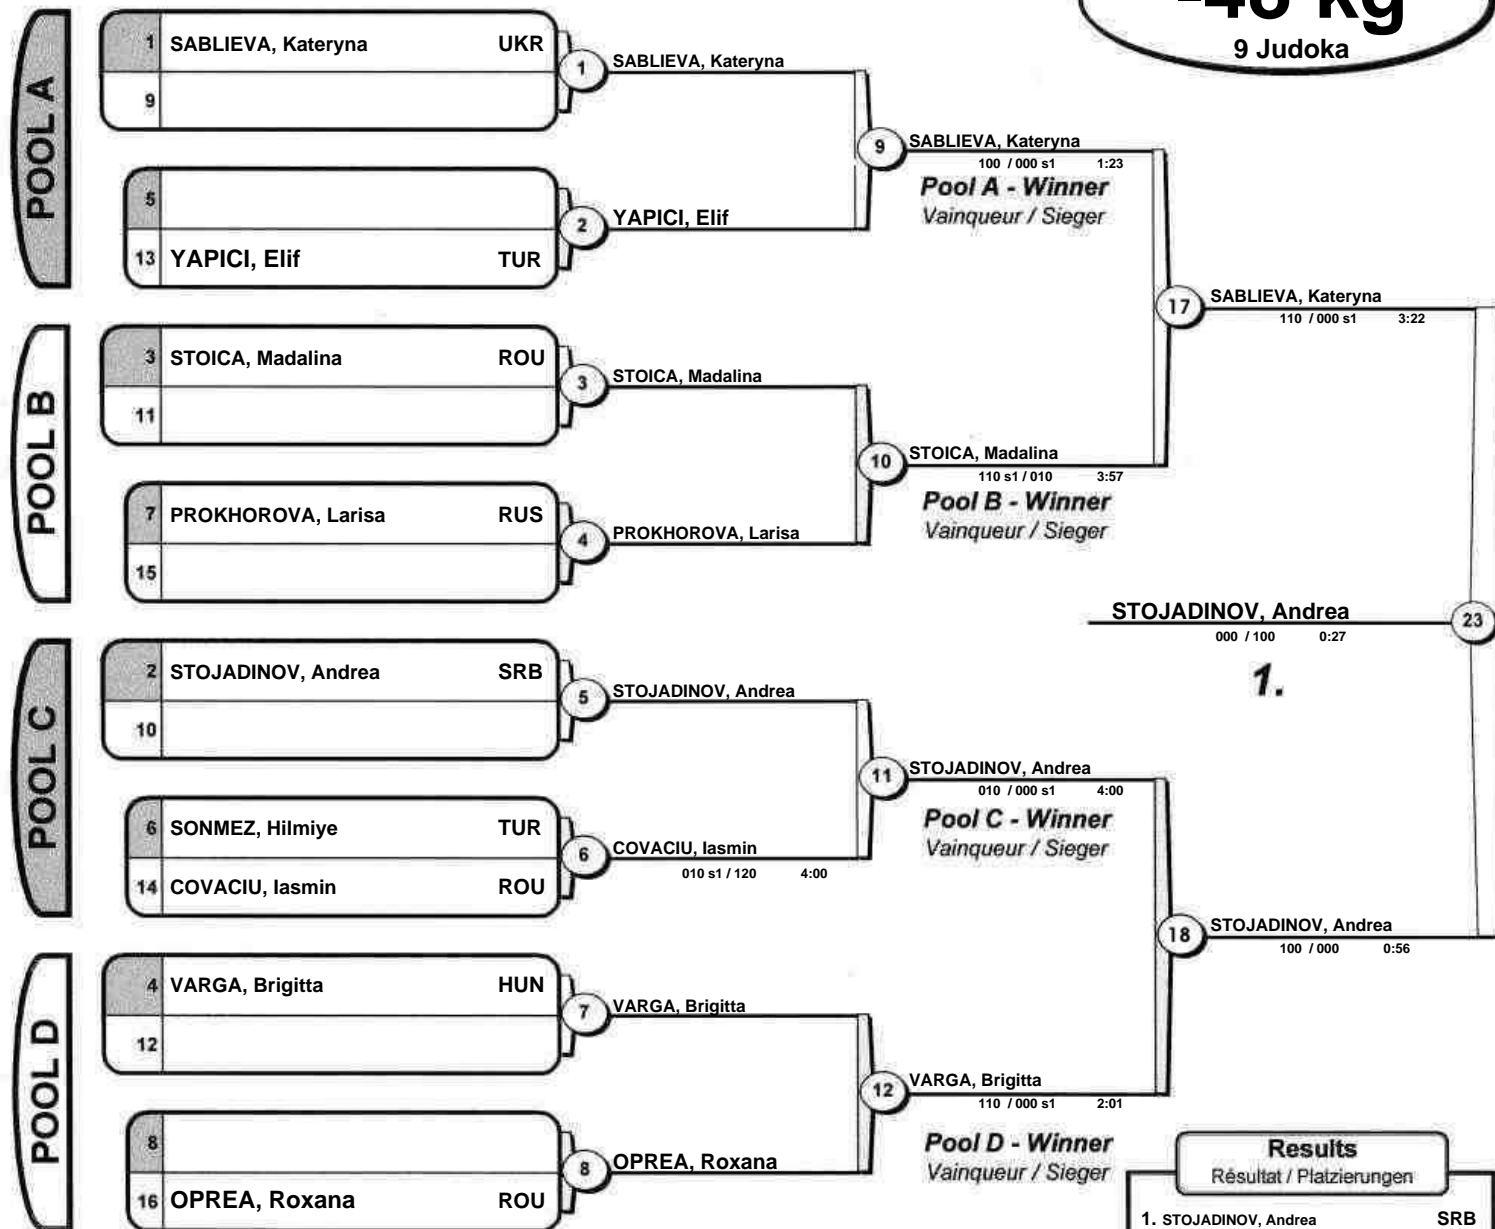 -48 kg
9 Judoka
POOL A
1 SABLIEVA, Kateryna UKR
9
1 SABLIEVA, Kateryna
5
13 YAPICI, Elif TUR
2 YAPICI, Elif
9 SABLIEVA, Kateryna
100 / 000 s1 1:23
Pool A - Winner
Vainqueur / Sieger
POOL B
3 STOICA, Madalina ROU
11
3 STOICA, Madalina
7 PROKHOROVA, Larisa RUS
15
4 PROKHOROVA, Larisa
10 STOICA, Madalina
110 s1 / 010 3:57
Pool B - Winner
Vainqueur / Sieger
17 SABLIEVA, Kateryna
110 / 000 s1 3:22
STOJADINOV, Andrea 23
000 / 100 0:27
1.
POOL C
2 STOJADINOV, Andrea SRB
10
5 STOJADINOV, Andrea
6 SONMEZ, Hilmiye TUR
14 COVACIU, Iasmin ROU
6 COVACIU, Iasmin
010 s1 / 120 4:00
11 STOJADINOV, Andrea
010 / 000 s1 4:00
Pool C - Winner
Vainqueur / Sieger
POOL D
4 VARGA, Brigitta HUN
12
7 VARGA, Brigitta
8
16 OPREA, Roxana ROU
8 OPREA, Roxana
12 VARGA, Brigitta
110 / 000 s1 2:01
Pool D - Winner
Vainqueur / Sieger
18 STOJADINOV, Andrea
100 / 000 0:56
Results
Résultat / Platzierungen
1. STOJADINOV, Andrea SRB